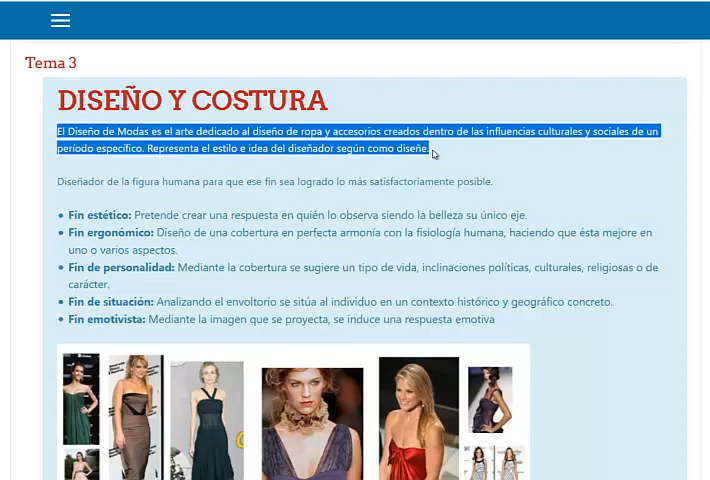 Tema 3
DISEÑO Y COSTURA
El Diseño de Modas es el arte dedicado al diseño de ropa y accesorios creados dentro de las influencias culturales y sociales de un
período específico. Representa el estilo e idea del diseñador según como diseñe.
Diseñador de la figura humana para que ese fin sea logrado lo más satisfactoriamente posible.
• Fin estético: Pretende crear una respuesta en quién lo observa siendo la belleza su único eje.
• Fin ergonómico: Diseño de una cobertura en perfecta armonía con la fisiología humana, haciendo que ésta mejore en
uno o varios aspectos.
• Fin de personalidad: Mediante la cobertura se sugiere un tipo de vida, inclinaciones políticas, culturales, religiosas o de
carácter.
• Fin de situación: Analizando el envoltorio se sitúa al individuo en un contexto histórico y geográfico concreto.
• Fin emotivista: Mediante la imagen que se proyecta, se induce una respuesta emotiva